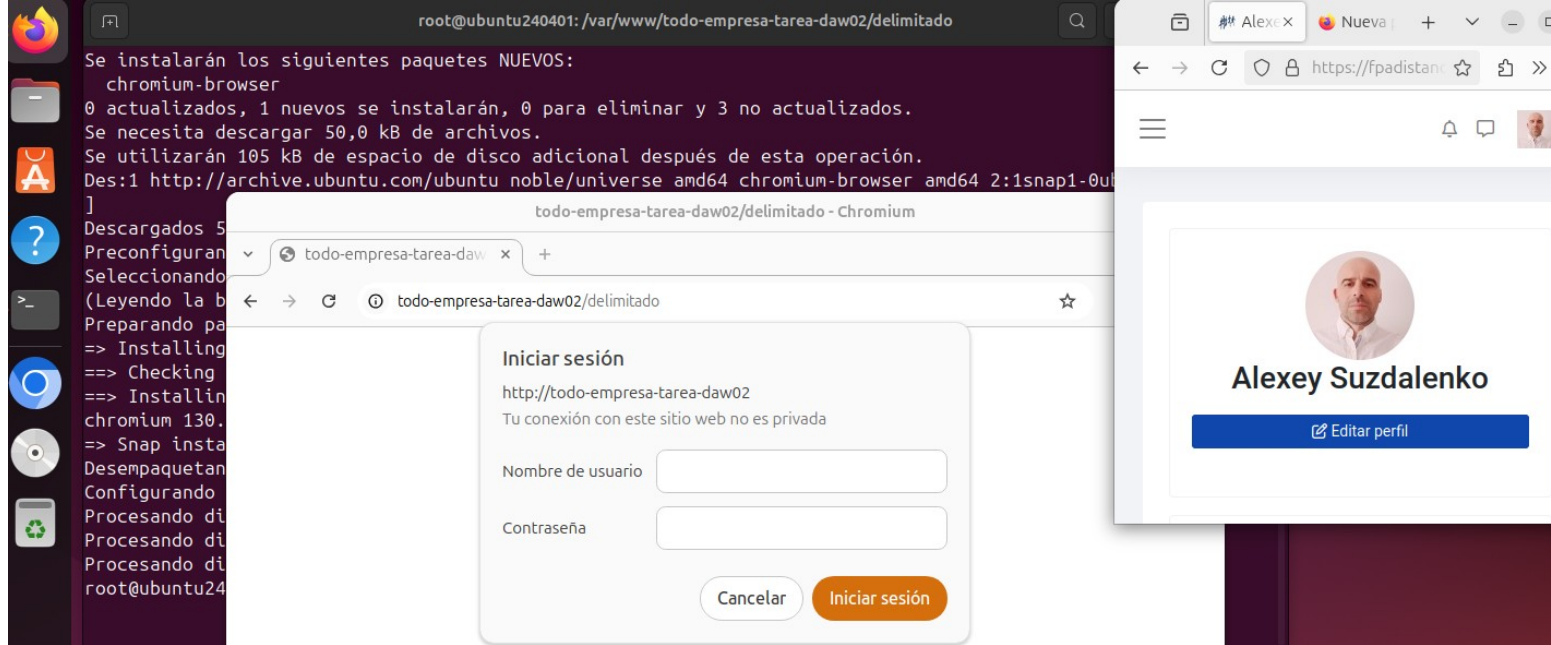 root@ubuntu240401: /var/www/todo-empresa-tarea-daw02/delimitado
Se instalarán los siguientes paquetes NUEVOS:
chromium-browser
0 actualizados, 1 nuevos se instalarán, 0 para eliminar y 3 no actualizados.
Se necesita descargar 50,0 kB de archivos.
Se utilizarán 105 kB de espacio de disco adicional después de esta operación.
Des:1 http://archive.ubuntu.com/ubuntu noble/universe amd64 chromium-browser amd64 2:1snap1-0ub
]
Descargados 5
Preconfiguran
Seleccionando
(Leyendo la b
Preparando pa
=> Installing
==> Checking
==> Installin
chromium 130.
=> Snap insta
Desempaquetan
Configurando
Procesando di
Procesando di
Procesando di
root@ubuntu24
todo-empresa-tarea-daw02/delimitado - Chromium
todo-empresa-tarea-daw
todo-empresa-tarea-daw02/delimitado
Iniciar sesión
http://todo-empresa-tarea-daw02
Tu conexión con este sitio web no es privada
Nombre de usuario
Contraseña
Cancelar Iniciar sesión
Alexe Nueva
https://fpadistanc
Alexey Suzdalenko
Editar perfil